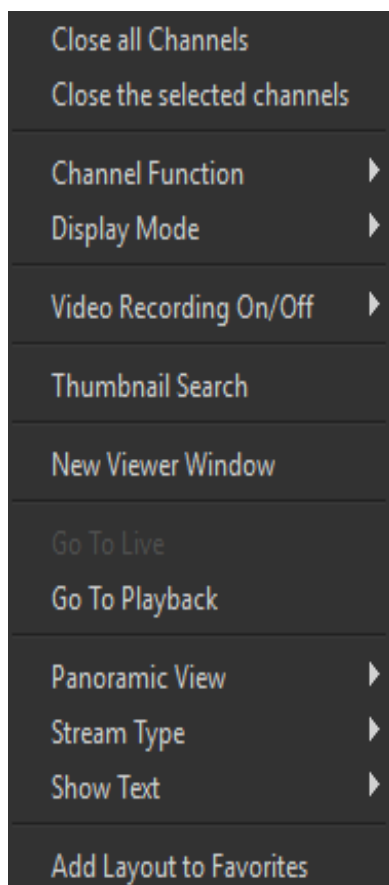 Close all Channels
Close the selected channels
Channel Function
Display Mode
Video Recording On/Off
Thumbnail Search
New Viewer Window
Go To Live
Go To Playback
Panoramic View
Stream Type
Show Text
Add Layout to Favorites